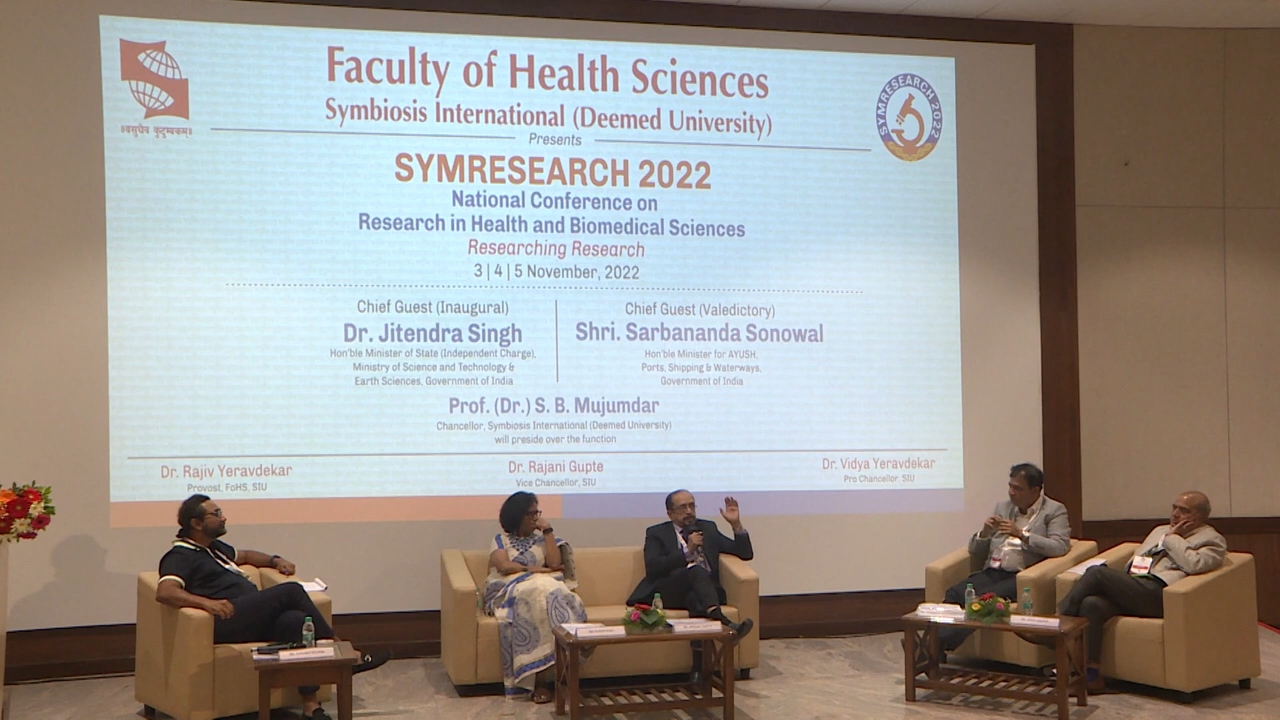 Faculty of Health Sciences
Symbiosis International (Deemed University)
॥वसुधैव कुटुम्बकम्॥
SYMRESEARCH 2022
Presents
SYMRESEARCH 2022
National Conference on
Research in Health and Biomedical Sciences
Researching Research
3 | 4 | 5 November, 2022
Chief Guest (Inaugural)
Dr. Jitendra Singh
Hon'ble Minister of State (Independent Charge),
Ministry of Science and Technology &
Earth Sciences, Government of India
Chief Guest (Valedictory)
Shri. Sarbananda Sonowal
Hon'ble Minister for AYUSH,
Ports, Shipping & Waterways,
Government of India
Prof. (Dr.) S. B. Mujumdar
Chancellor, Symbiosis International (Deemed University)
will preside over the function
Dr. Rajiv Yeravdekar
Provost, FoHS, SIU
Dr. Rajani Gupte
Vice Chancellor, SIU
Dr. Vidya Yeravdekar
Pro Chancellor, SIU